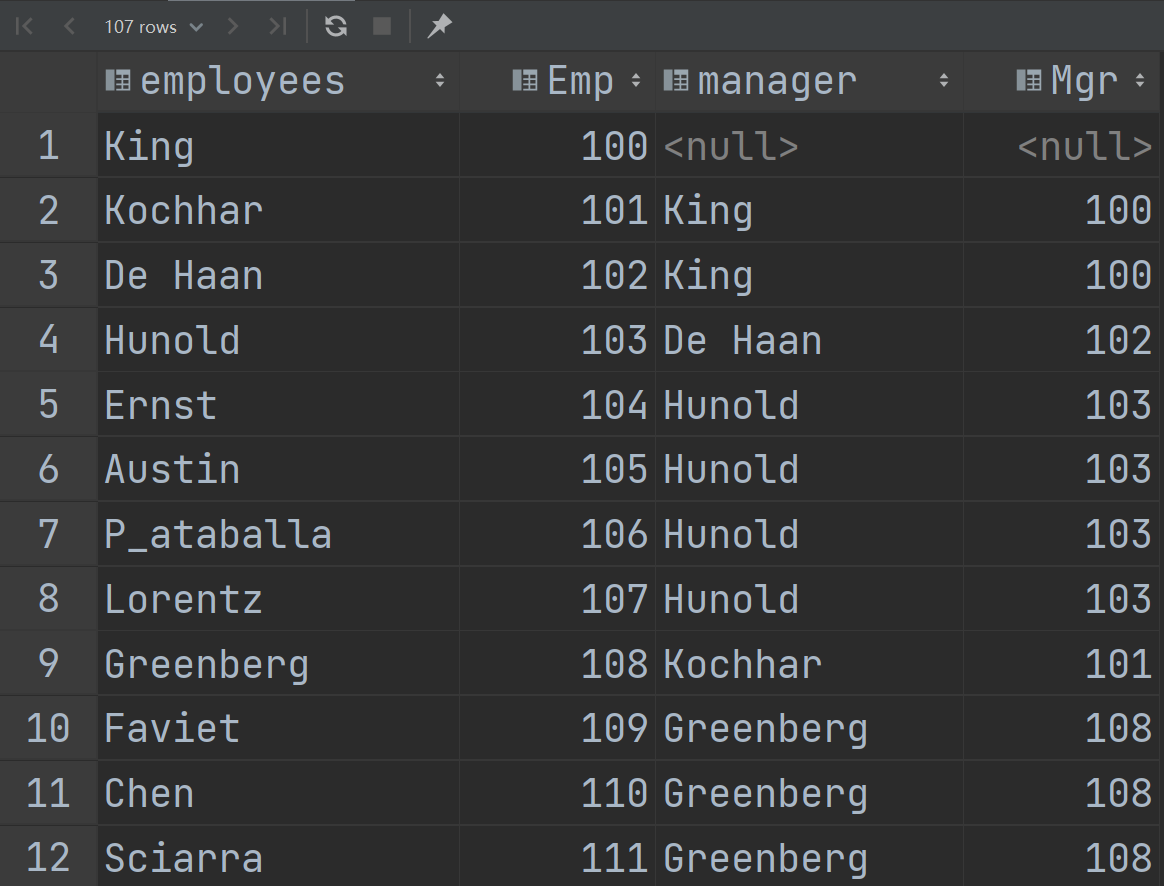 107 rows
employees Emp manager Mgr
1 King 100 <null> <null>
2 Kochhar 101 King 100
3 De Haan 102 King 100
4 Hunold 103 De Haan 102
5 Ernst 104 Hunold 103
6 Austin 105 Hunold 103
7 P_ataballa 106 Hunold 103
8 Lorentz 107 Hunold 103
9 Greenberg 108 Kochhar 101
10 Faviet 109 Greenberg 108
11 Chen 110 Greenberg 108
12 Sciarra 111 Greenberg 108